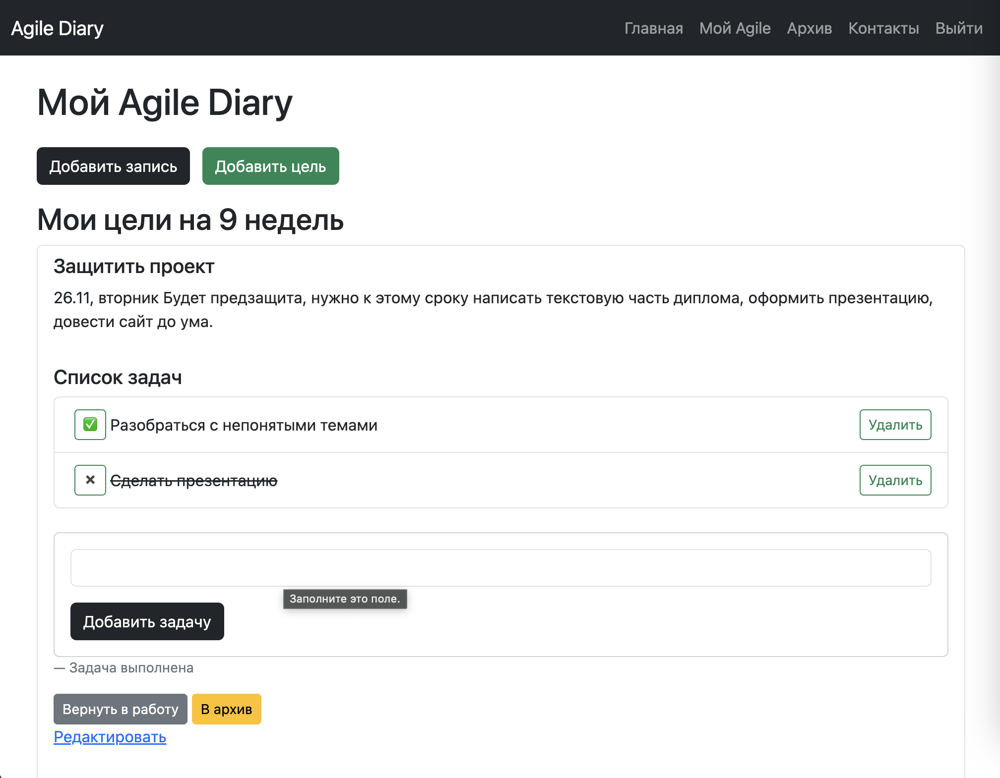 Agile Diary
Главная Мой Agile Архив Контакты Выйти
Мой Agile Diary
Добавить запись Добавить цель
Мои цели на 9 недель
Защитить проект
26.11, вторник Будет предзащита, нужно к этому сроку написать текстовую часть диплома, оформить презентацию,
довести сайт до ума.
Список задач
Разобраться с непонятыми темами Удалить
Сделать презентацию Удалить
Заполните это поле.
Добавить задачу
— Задача выполнена
Вернуть в работу В архив
Редактировать